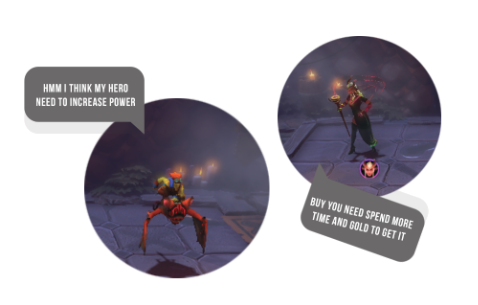 HMM I THINK MY HERO
NEED TO INCREASE POWER
BUY YOU NEED SPEND MORE
TIME AND GOLD TO GET IT